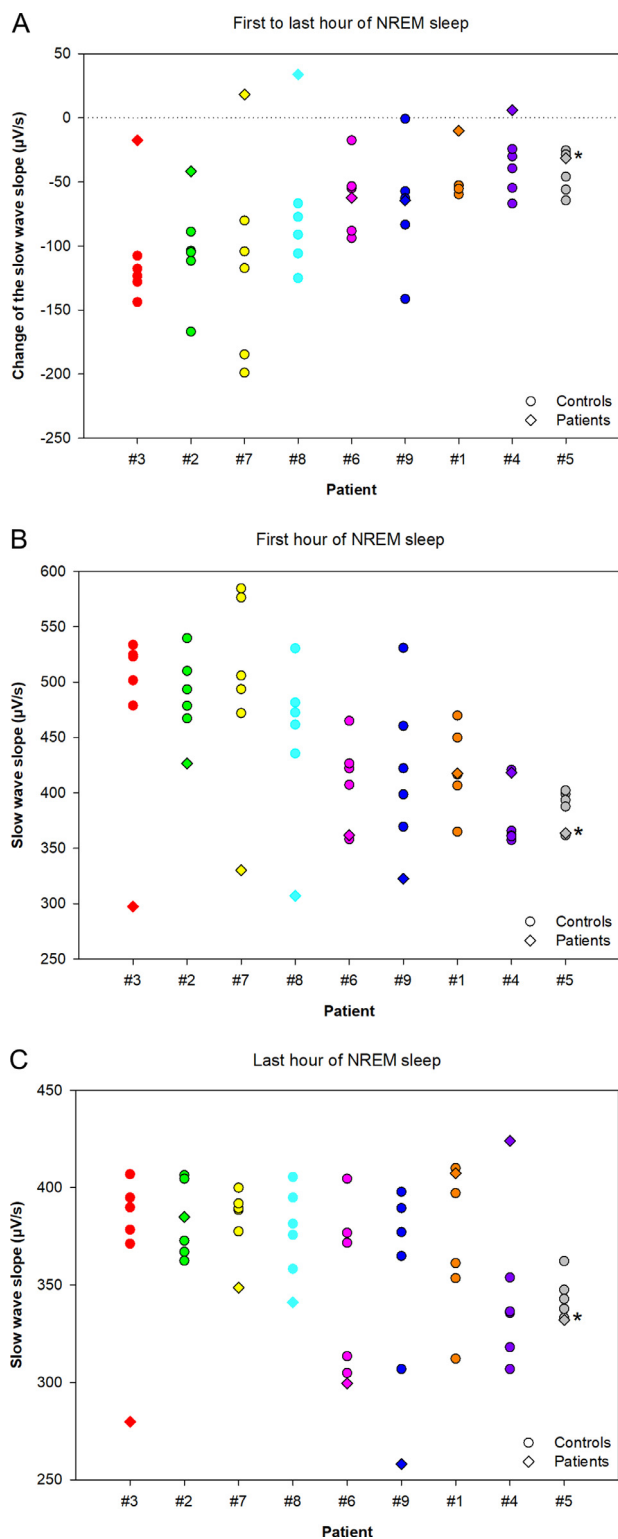 A
First to last hour of NREM sleep
Change of the slow wave slope (µV/s)
50
0
-50
-100
-150
-200
-250
*
Controls
Patients
#3 #2 #7 #8 #6 #9 #1 #4 #5
Patient
B
First hour of NREM sleep
Slow wave slope (µV/s)
600
550
500
450
400
350
300
250
*
Controls
Patients
#3 #2 #7 #8 #6 #9 #1 #4 #5
Patient
C
Last hour of NREM sleep
Slow wave slope (µV/s)
450
400
350
300
250
*
Controls
Patients
#3 #2 #7 #8 #6 #9 #1 #4 #5
Patient